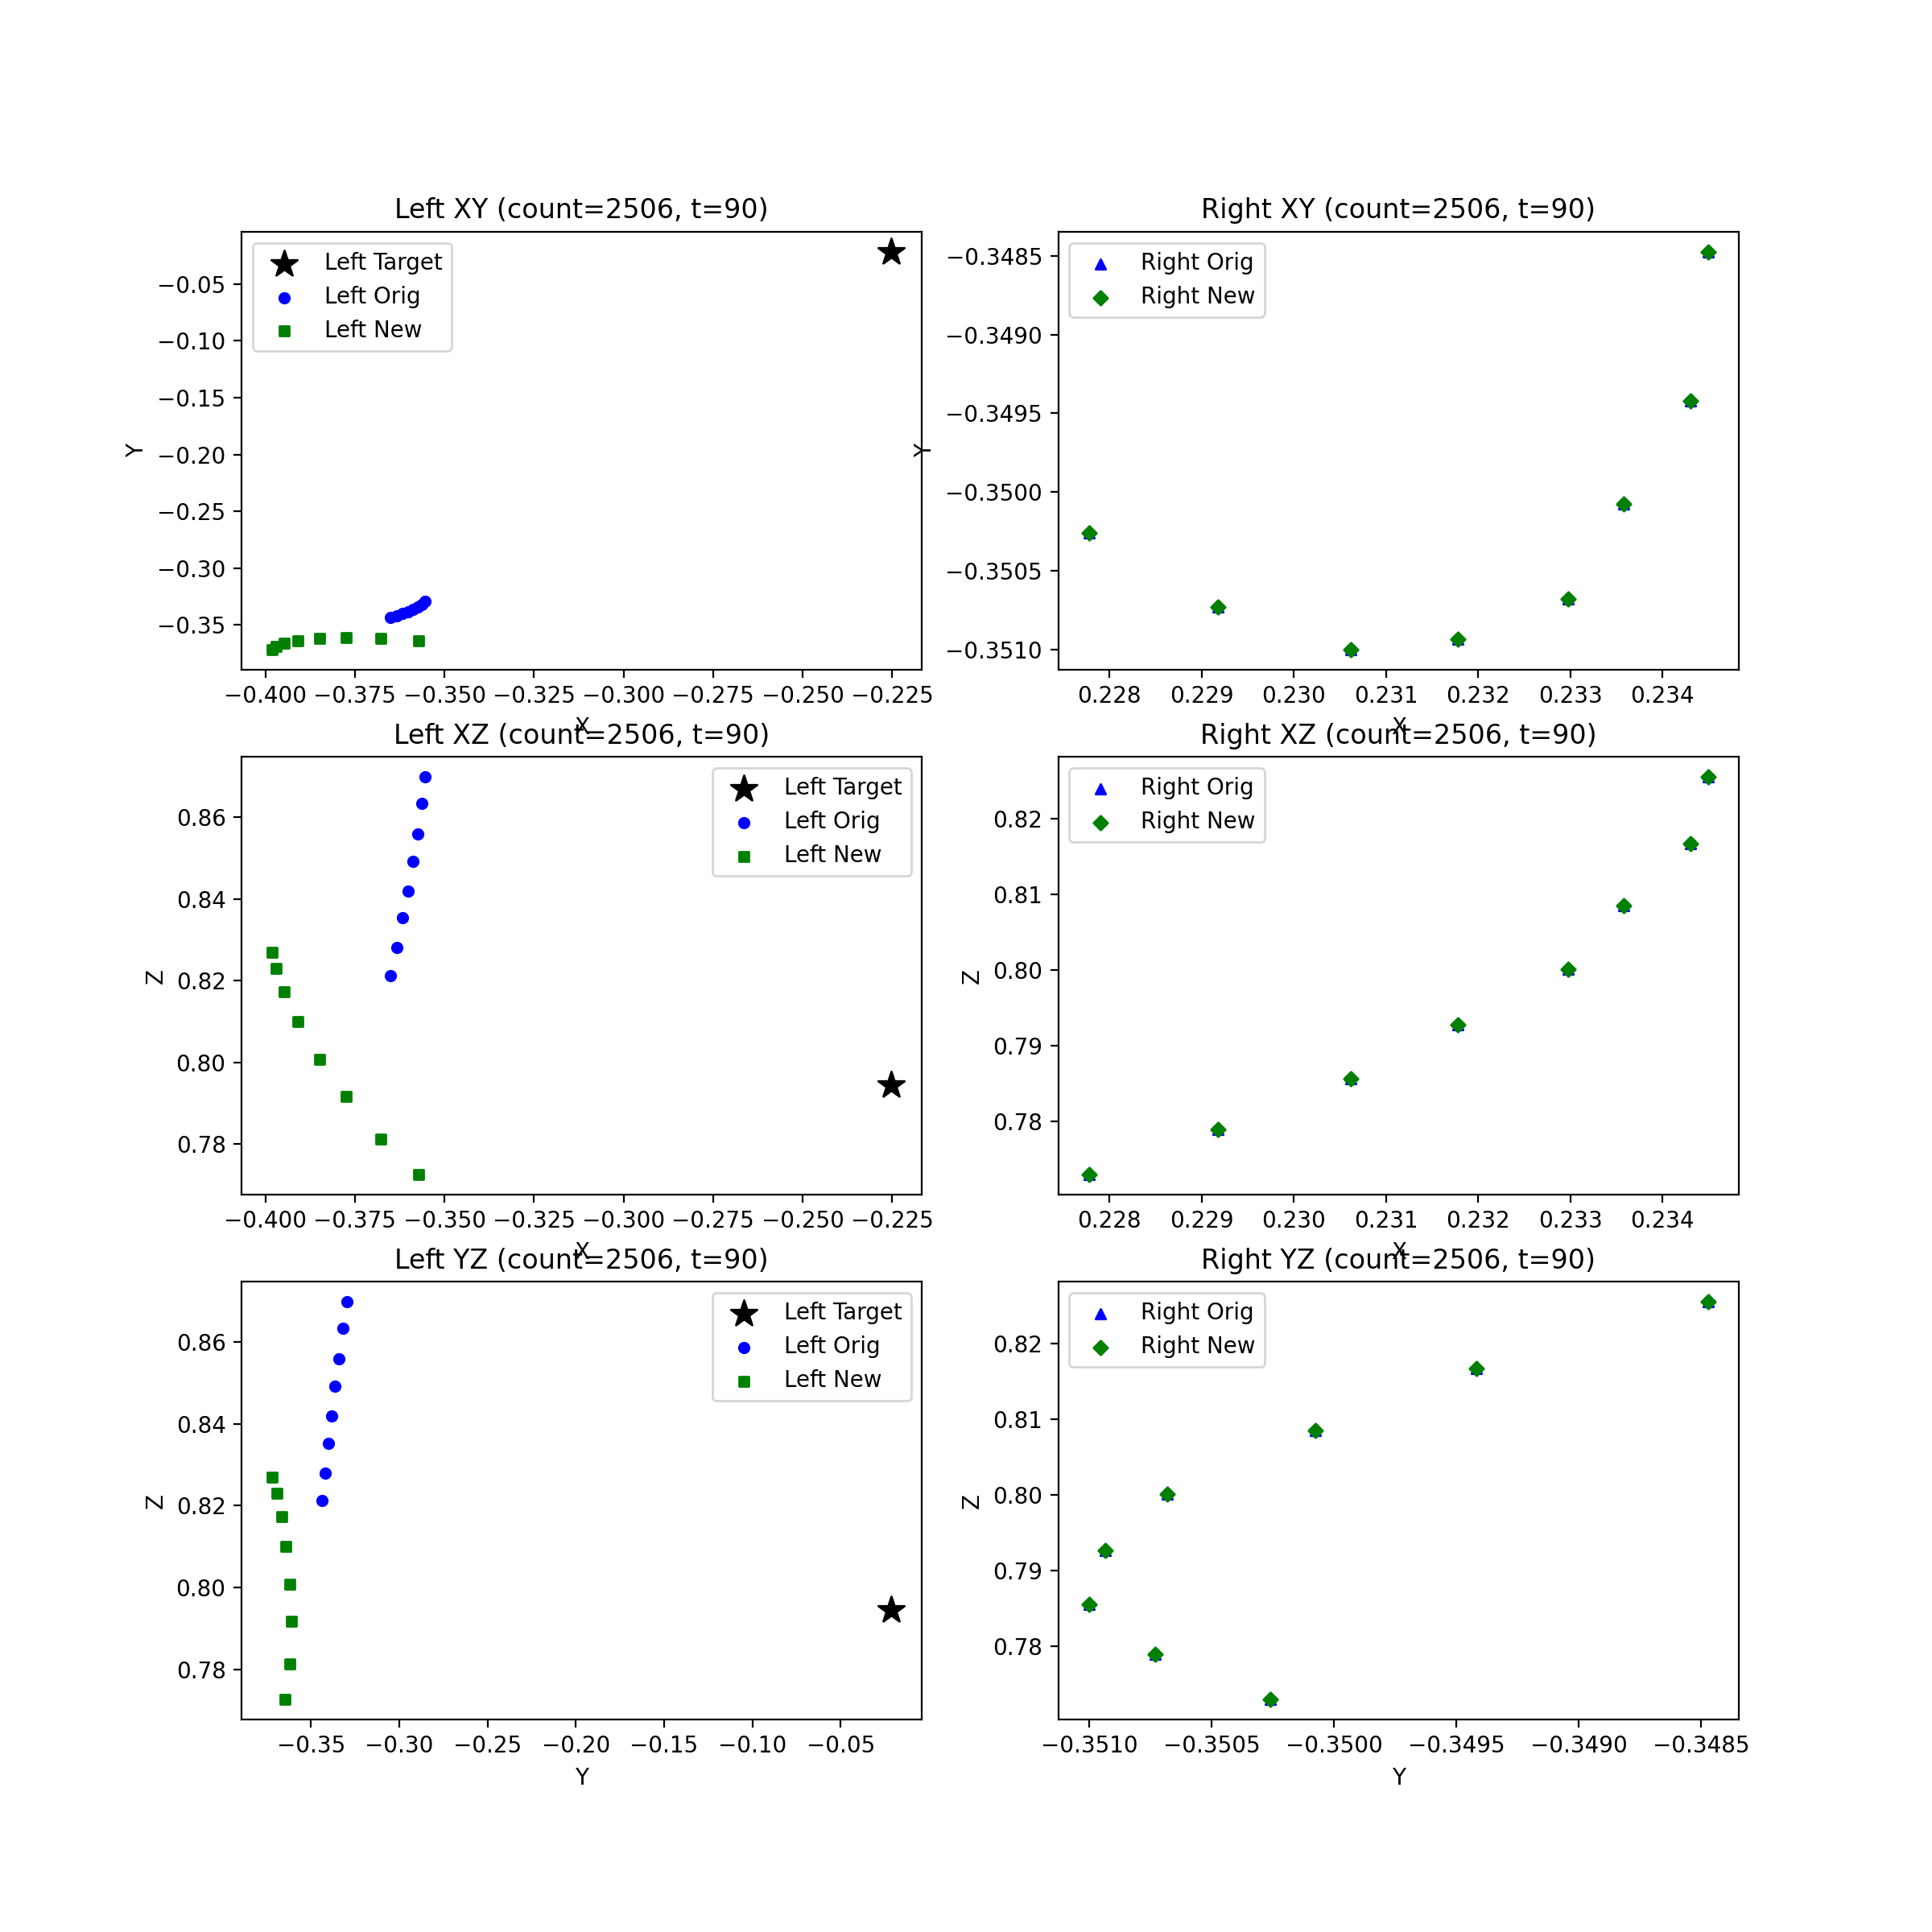 Left XY (count=2506, t=90)
Left Target
Left Orig
Left New
−0.05
−0.10
−0.15
−0.20
−0.25
−0.30
−0.35
Y
−0.400 −0.375 −0.350 −0.325 −0.300 −0.275 −0.250 −0.225
X
Right XY (count=2506, t=90)
Right Orig
Right New
−0.3485
−0.3490
−0.3495
−0.3500
−0.3505
−0.3510
Y
0.228 0.229 0.230 0.231 0.232 0.233 0.234
X
Left XZ (count=2506, t=90)
Left Target
Left Orig
Left New
0.86
0.84
0.82
0.80
0.78
Z
−0.400 −0.375 −0.350 −0.325 −0.300 −0.275 −0.250 −0.225
X
Right XZ (count=2506, t=90)
Right Orig
Right New
0.82
0.81
0.80
0.79
0.78
Z
0.228 0.229 0.230 0.231 0.232 0.233 0.234
X
Left YZ (count=2506, t=90)
Left Target
Left Orig
Left New
0.86
0.84
0.82
0.80
0.78
Z
−0.35 −0.30 −0.25 −0.20 −0.15 −0.10 −0.05
Y
Right YZ (count=2506, t=90)
Right Orig
Right New
0.82
0.81
0.80
0.79
0.78
Z
−0.3510 −0.3505 −0.3500 −0.3495 −0.3490 −0.3485
Y